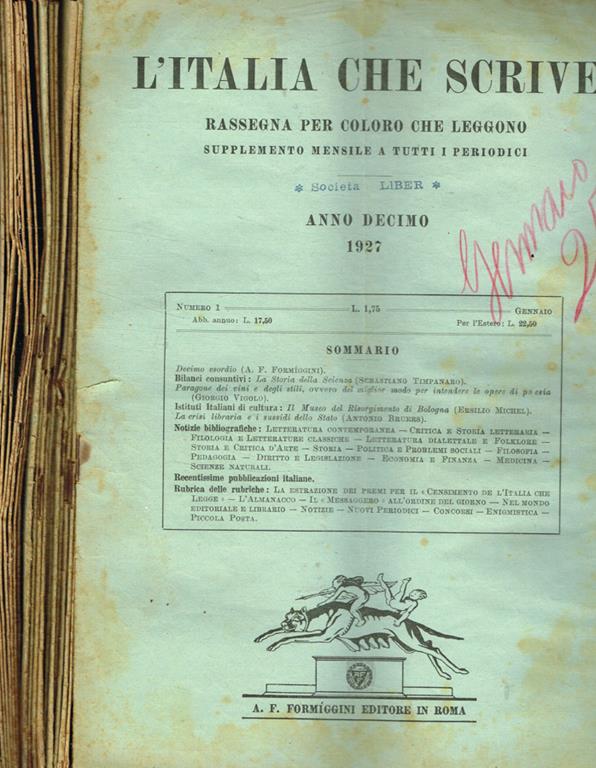 L'ITALIA CHE SCRIVE
RASSEGNA PER COLORO CHE LEGGONO
SUPPLEMENTO MENSILE A TUTTI I PERIODICI
* Società LIBER *
ANNO DECIMO
1927
Gennaio
NUMERO 1 L. 1,75 GENNAIO
Abb. annuo: L. 17,50 Per l'Estero: L. 22,50
SOMMARIO
Decimo esordio (A. F. FORMÍGGINI).
Bilanci consuntivi: La Storia della Scienza (SEBASTIANO TIMPANARO).
Paragone dei vini e degli stili, ovvero del miglior modo per intendere le opere di poesia
(GIORGIO VIGOLO).
Istituti Italiani di cultura: Il Museo del Risorgimento di Bologna (ERSILIO MICHEL).
La crisi libraria e i sussidi dello Stato (ANTONIO BRUERS).
Notizie bibliografiche: LETTERATURA CONTEMPORANEA — CRITICA E STORIA LETTERARIA —
FILOLOGIA E LETTERATURE CLASSICHE — LETTERATURA DIALETTALE E FOLKLORE —
STORIA E CRITICA D'ARTE — STORIA — POLITICA E PROBLEMI SOCIALI — FILOSOFIA —
PEDAGOGIA — DIRITTO E LEGISLAZIONE — ECONOMIA E FINANZA — MEDICINA —
SCIENZE NATURALI.
Recentissime pubblicazioni italiane.
Rubrica delle rubriche: LA ESTRAZIONE DEI PREMI PER IL «CENSIMENTO DE L'ITALIA CHE
LEGGE» — L'ALMANACCO — IL «MESSAGGERO» ALL'ORDINE DEL GIORNO — NEL MONDO
EDITORIALE E LIBRARIO — NOTIZIE — NUOVI PERIODICI — CONCORSI — ENIGMISTICA —
PICCOLA POSTA.
A. F. FORMÍGGINI EDITORE IN ROMA